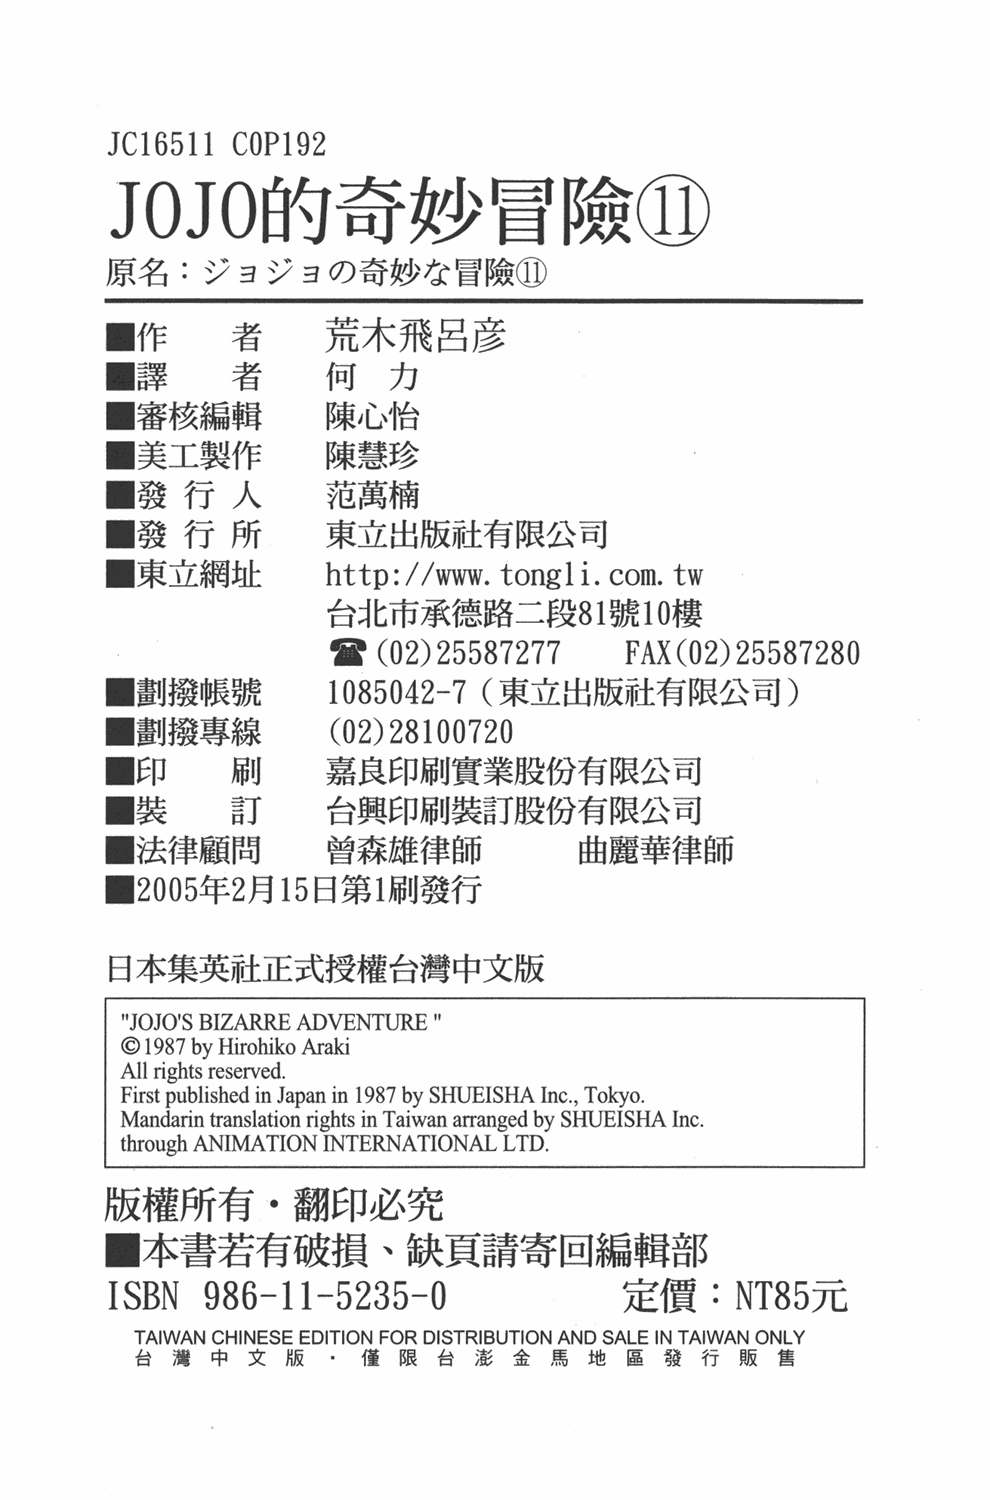 JC16511 C0P192
JOJO的奇妙冒險⑪
原名：ジョジョの奇妙な冒險⑪
■作　　者　荒木飛呂彦
■譯　　者　何　力
■審核編輯　陳心怡
■美工製作　陳慧珍
■發 行 人　范萬楠
■發 行 所　東立出版社有限公司
■東立網址　http://www.tongli.com.tw
台北市承德路二段81號10樓
☎(02)25587277　FAX(02)25587280
■劃撥帳號　1085042-7（東立出版社有限公司）
■劃撥專線　(02)28100720
■印　　刷　嘉良印刷實業股份有限公司
■裝　　訂　台興印刷裝訂股份有限公司
■法律顧問　曾森雄律師　曲麗華律師
■2005年2月15日第1刷發行
日本集英社正式授權台灣中文版
"JOJO'S BIZARRE ADVENTURE "
©1987 by Hirohiko Araki
All rights reserved.
First published in Japan in 1987 by SHUEISHA Inc., Tokyo.
Mandarin translation rights in Taiwan arranged by SHUEISHA Inc.
through ANIMATION INTERNATIONAL LTD.
版權所有・翻印必究
■本書若有破損、缺頁請寄回編輯部
ISBN 986-11-5235-0　定價：NT85元
TAIWAN CHINESE EDITION FOR DISTRIBUTION AND SALE IN TAIWAN ONLY
台灣中文版・僅限台澎金馬地區發行販售